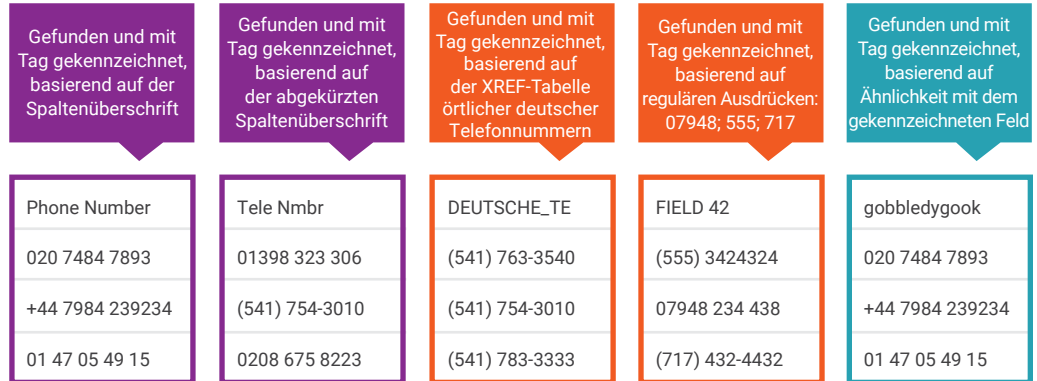 Gefunden und mit
Tag gekennzeichnet,
basierend auf der
Spaltenüberschrift
Gefunden und mit
Tag gekennzeichnet,
basierend auf
der abgekürzten
Spaltenüberschrift
Gefunden und mit
Tag gekennzeichnet,
basierend auf
der XREF-Tabelle
örtlicher deutscher
Telefonnummern
Gefunden und mit
Tag gekennzeichnet,
basierend auf
regulären Ausdrücken:
07948; 555; 717
Gefunden und mit
Tag gekennzeichnet,
basierend auf
Ähnlichkeit mit dem
gekennzeichneten Feld
Phone Number
020 7484 7893
+44 7984 239234
01 47 05 49 15
Tele Nmbr
01398 323 306
(541) 754-3010
0208 675 8223
DEUTSCHE_TE
(541) 763-3540
(541) 754-3010
(541) 783-3333
FIELD 42
(555) 3424324
07948 234 438
(717) 432-4432
gobbledygook
020 7484 7893
+44 7984 239234
01 47 05 49 15